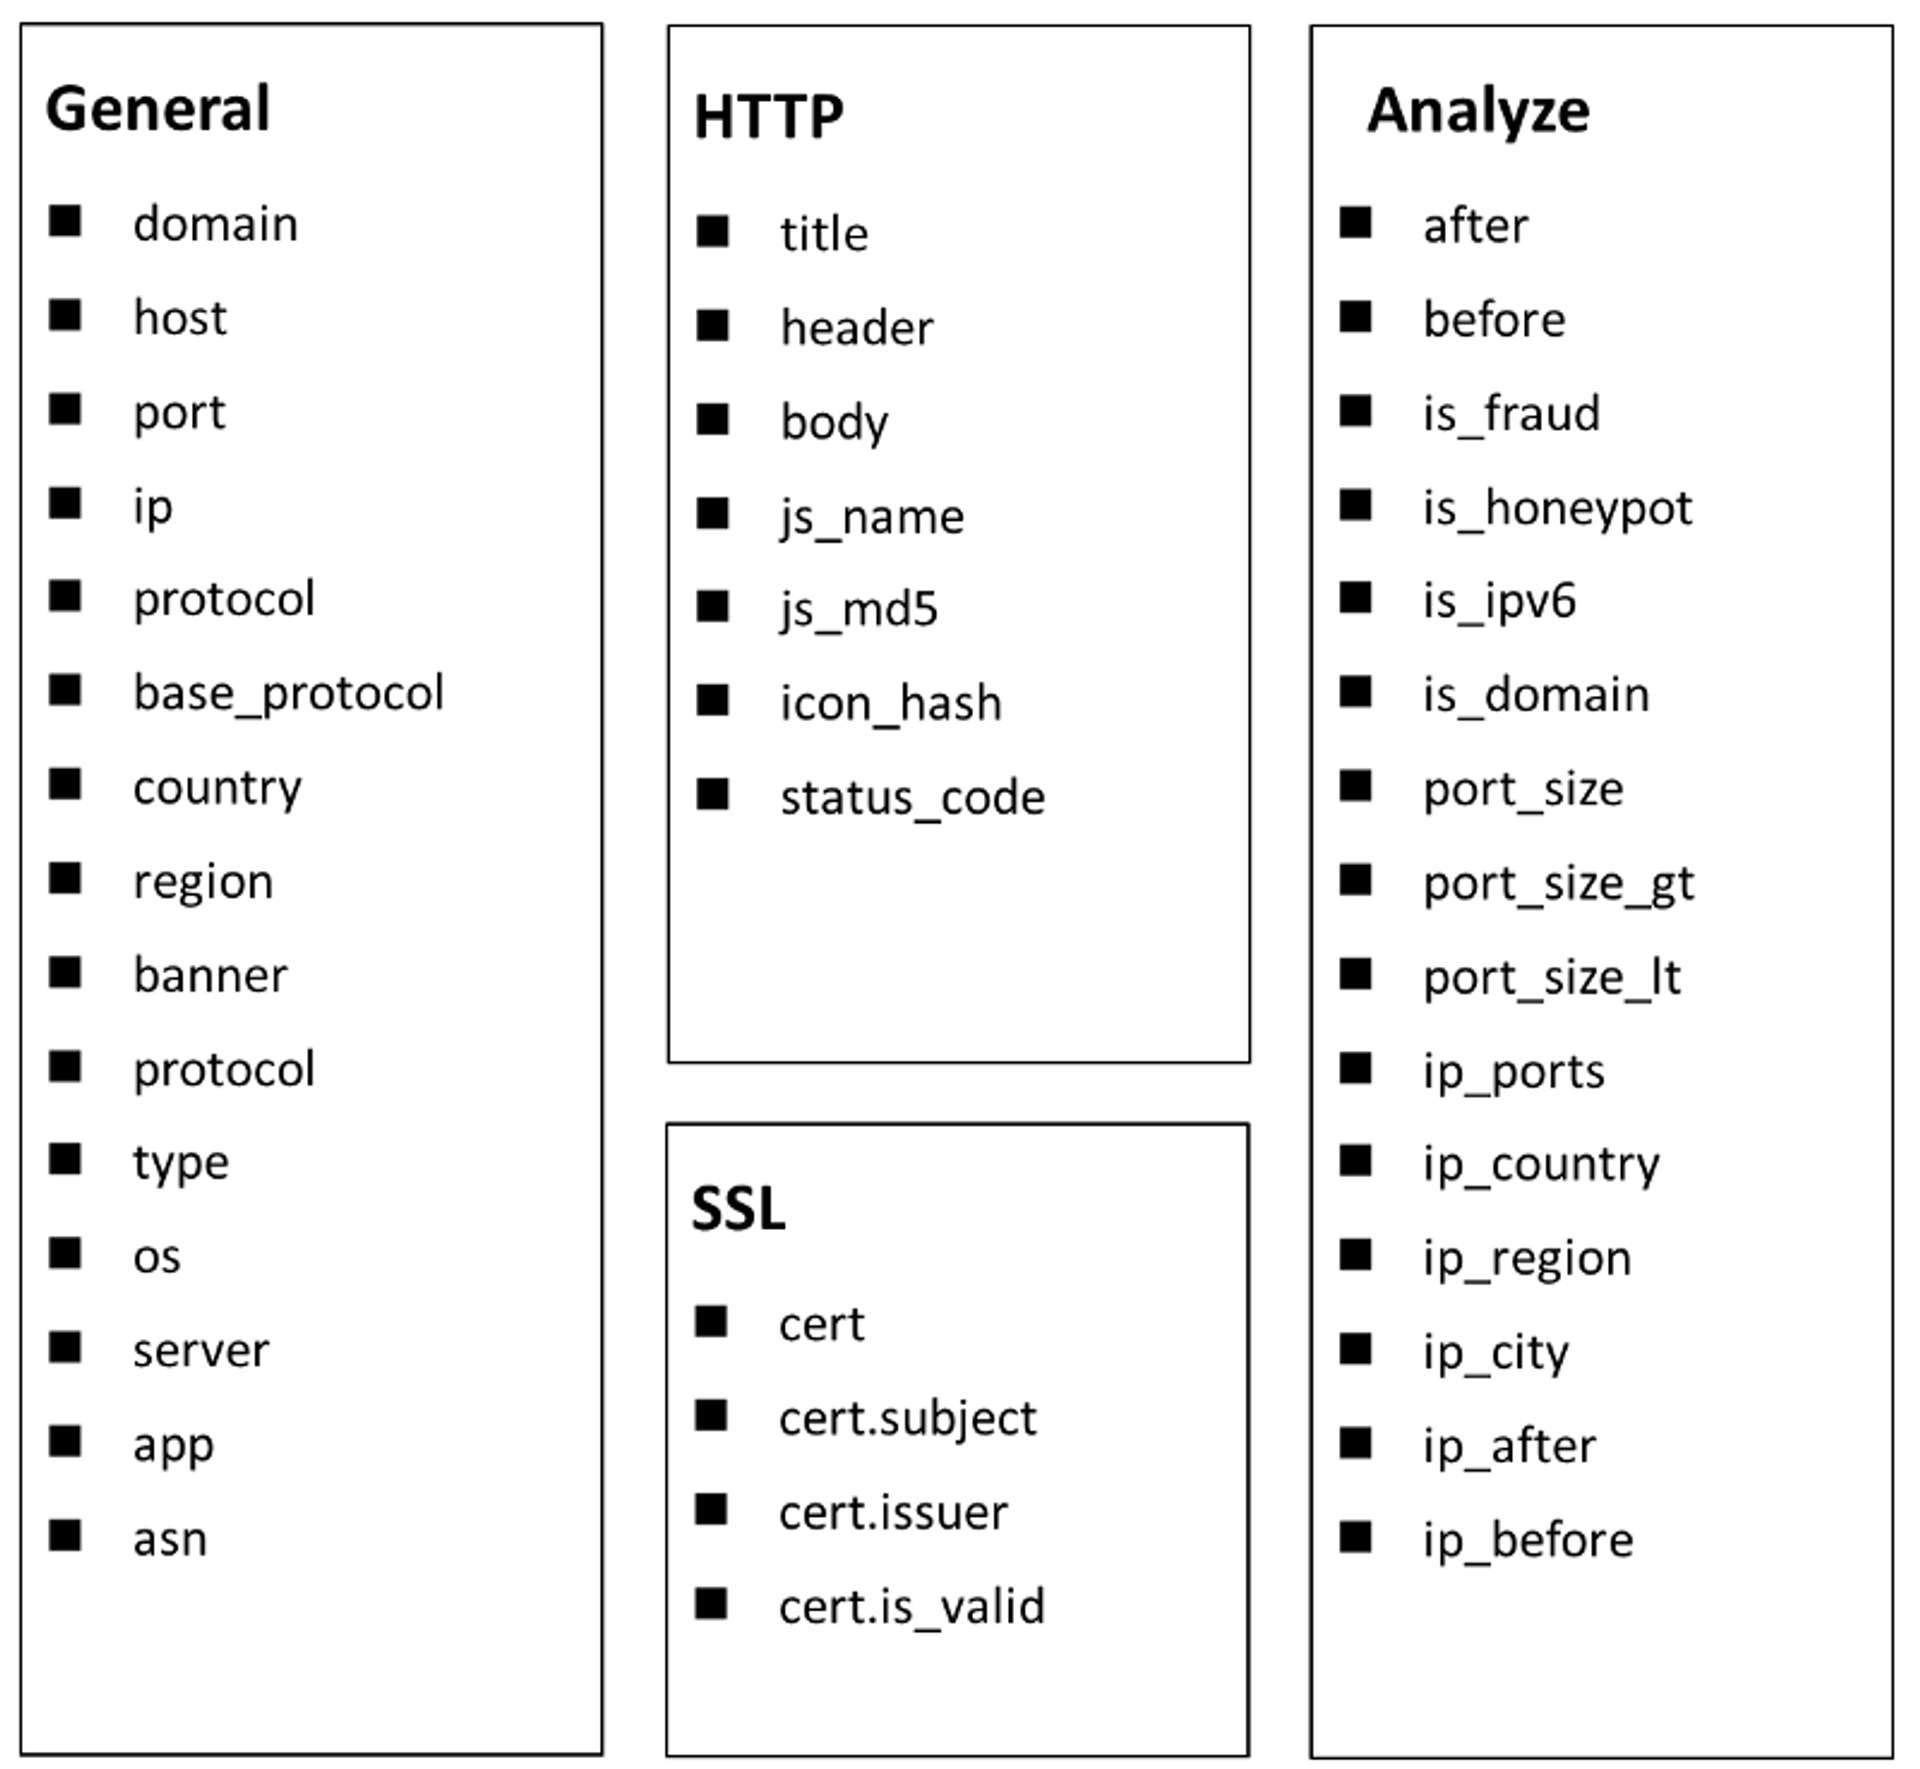 General
domain
host
port
ip
protocol
base_protocol
country
region
banner
protocol
type
os
server
app
asn
HTTP
title
header
body
js_name
js_md5
icon_hash
status_code
SSL
cert
cert.subject
cert.issuer
cert.is_valid
Analyze
after
before
is_fraud
is_honeypot
is_ipv6
is_domain
port_size
port_size_gt
port_size_lt
ip_ports
ip_country
ip_region
ip_city
ip_after
ip_before